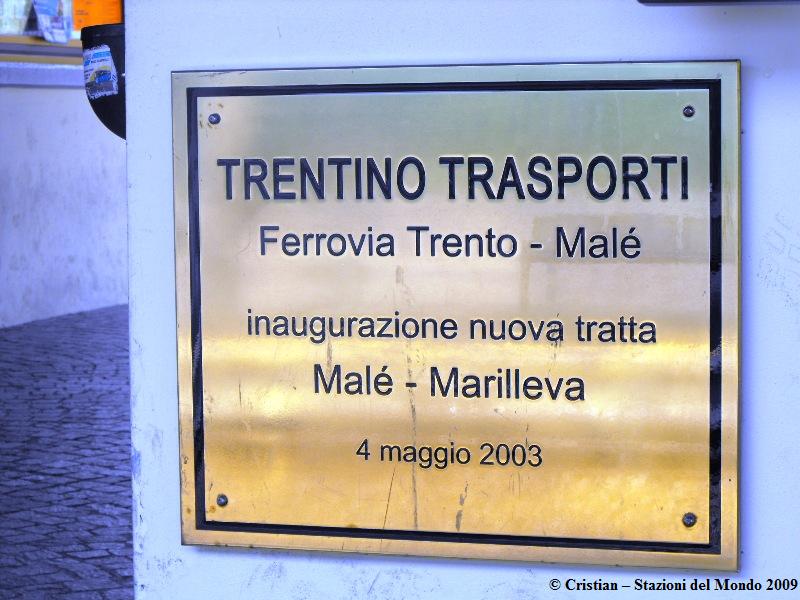 TRENTINO TRASPORTI
Ferrovia Trento - Malé
inaugurazione nuova tratta
Malé - Marilleva
4 maggio 2003
© Cristian – Stazioni del Mondo 2009